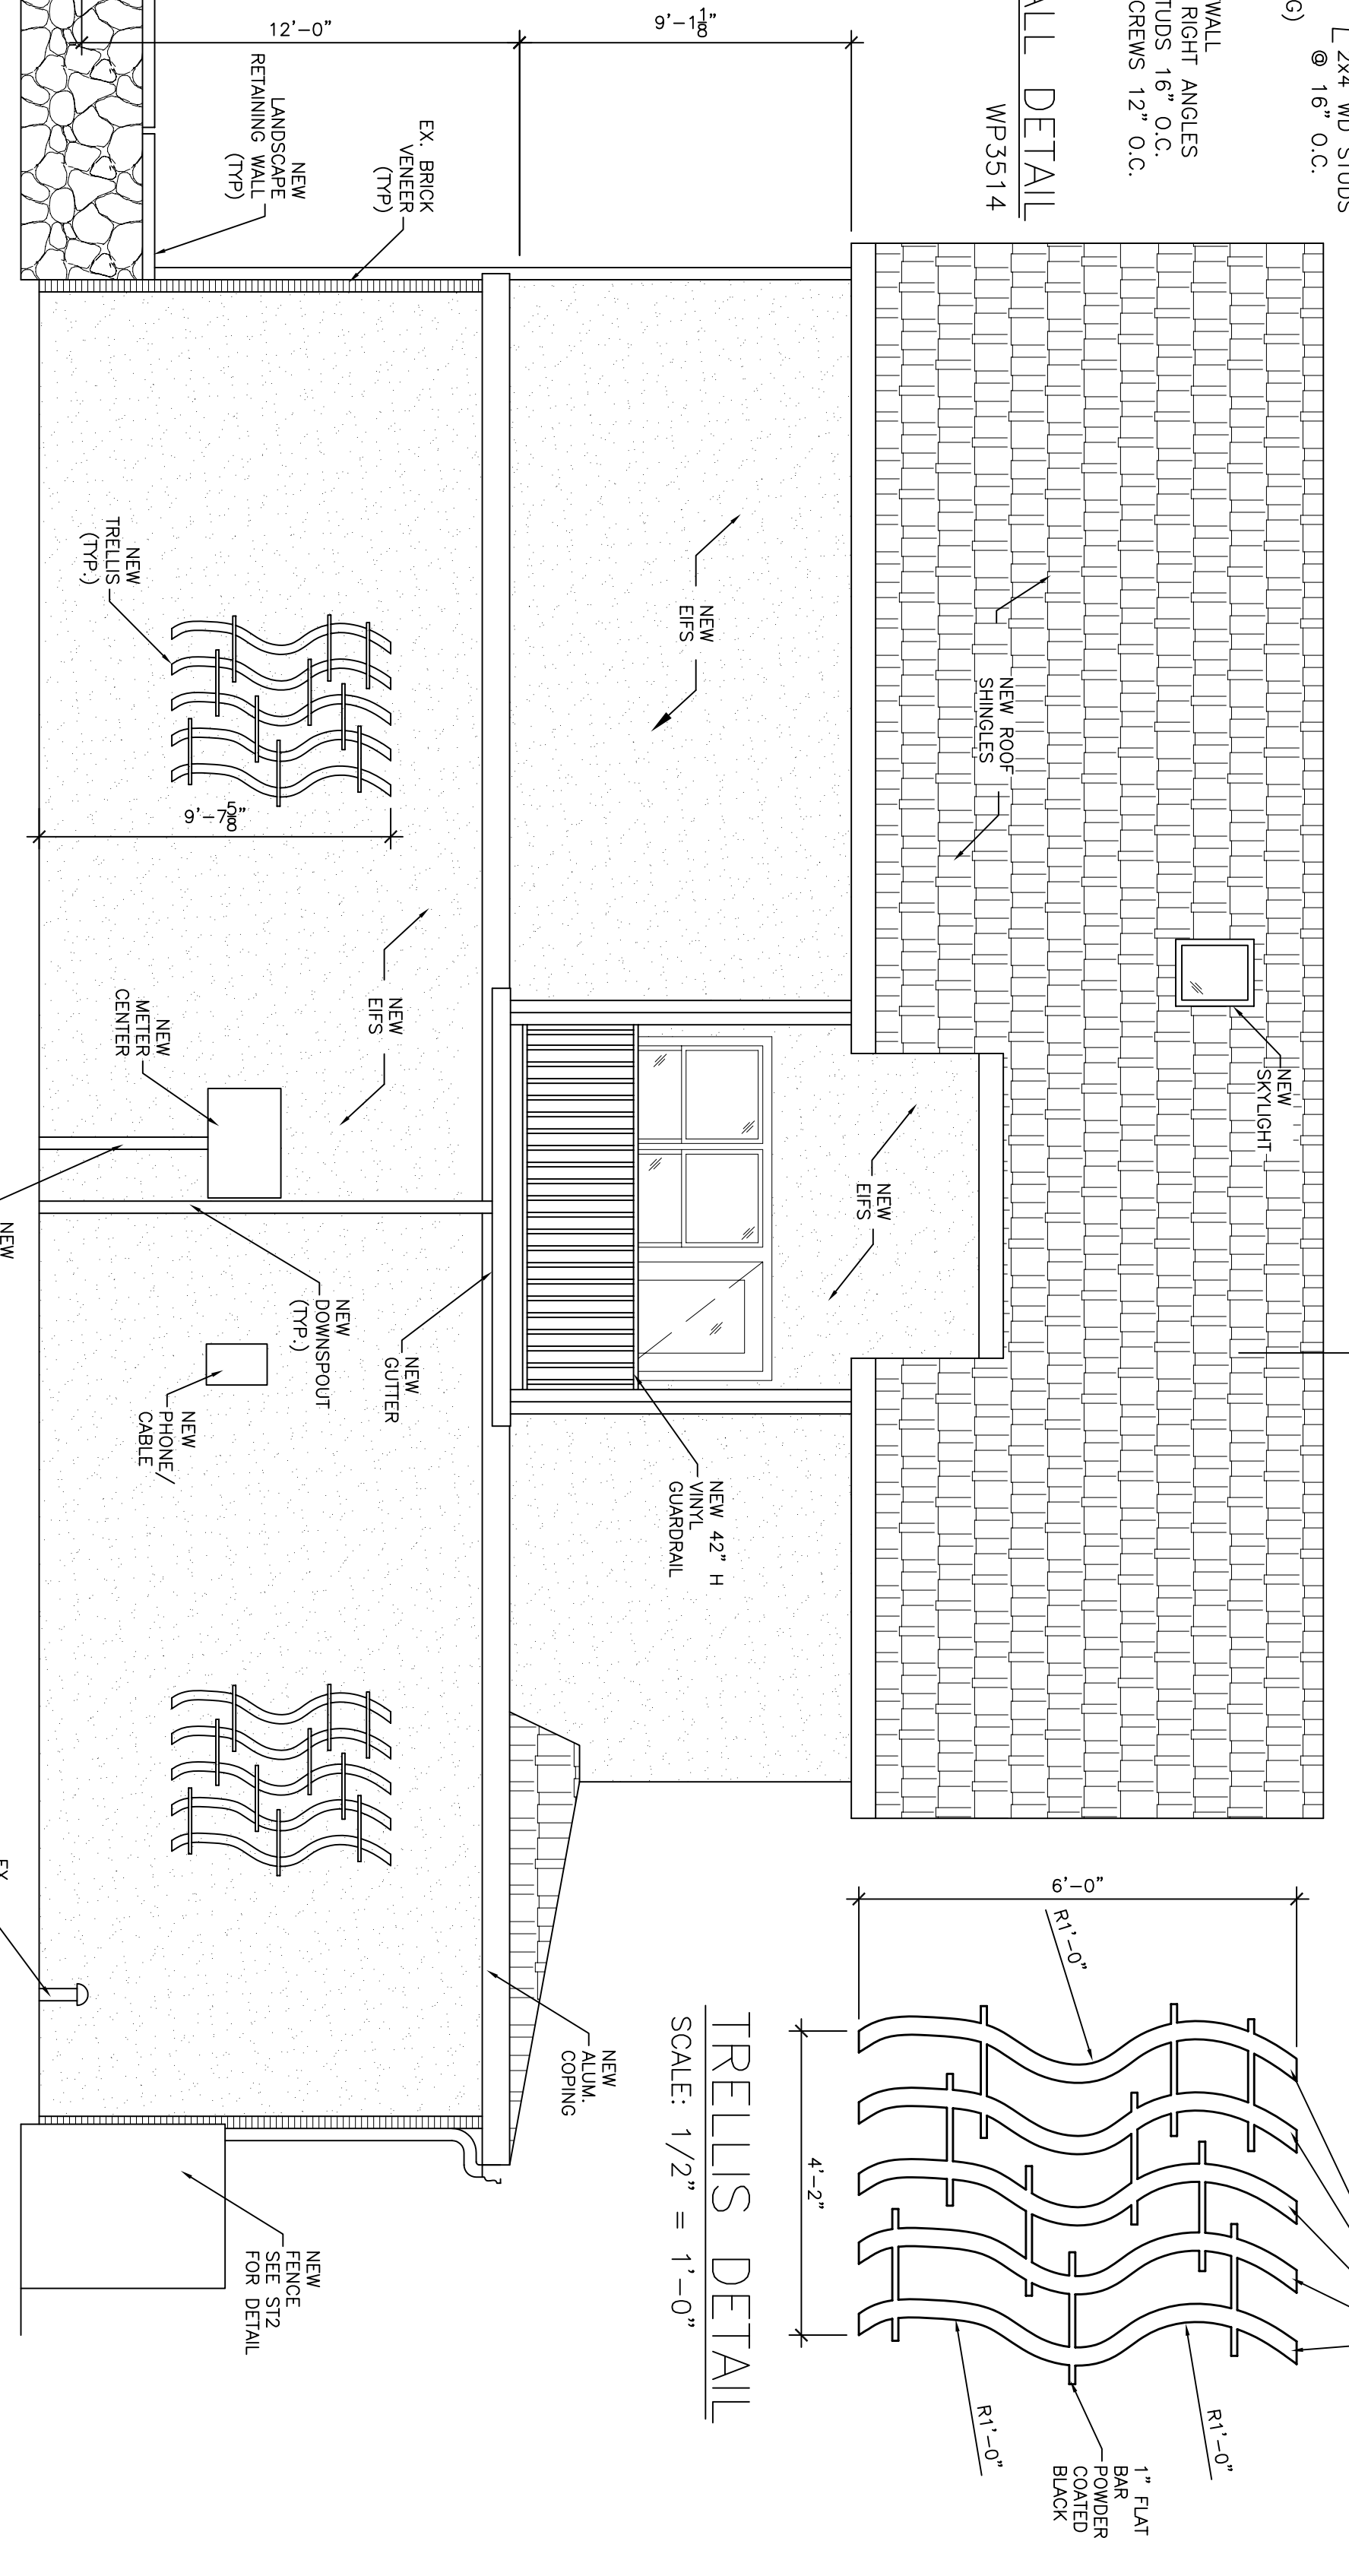 2x4 WD STUDS
@ 16" O.C.
G)
WALL
RIGHT ANGLES
TUDS 16" O.C.
CREWS 12" O.C.
ALL DETAIL
WP3514
9'-1 1/8"
12'-0"
EX. BRICK
VENEER
(TYP)
NEW
LANDSCAPE
RETAINING WALL
(TYP)
NEW
SKYLIGHT
NEW ROOF
SHINGLES
NEW
EIFS
NEW
EIFS
NEW
TRELLIS
(TYP.)
9'-7 5/8"
NEW
EIFS
NEW
METER
CENTER
NEW
NEW
GUTTER
NEW
DOWNSPOUT
(TYP.)
NEW
PHONE/
CABLE
NEW 42" H
VINYL
GUARDRAIL
EX
NEW
ALUM.
COPING
NEW
FENCE
SEE ST2
FOR DETAIL
6'-0"
R1'-0"
4'-2"
R1'-0"
R1'-0"
1" FLAT
BAR
POWDER
COATED
BLACK
TRELLIS DETAIL
SCALE: 1/2" = 1'-0"